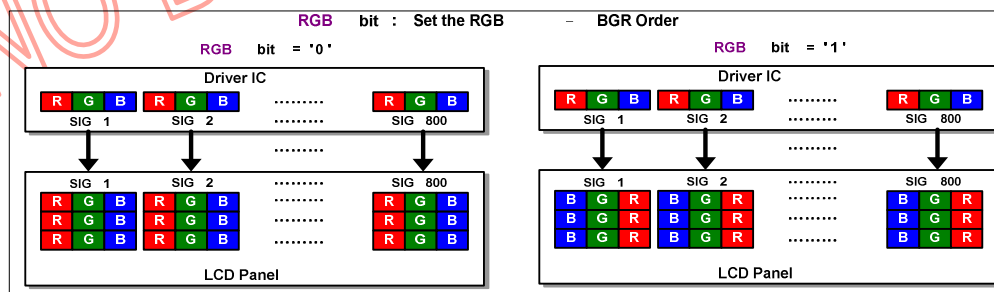 RGB bit : Set the RGB – BGR Order
RGB bit = '0'
Driver IC
R G B R G B ......... R G B
SIG 1 SIG 2 ......... SIG 800
.........
SIG 1 SIG 2 ......... SIG 800
R G B R G B ......... R G B
R G B R G B ......... R G B
R G B R G B ......... R G B
LCD Panel
RGB bit = '1'
Driver IC
R G B R G B ......... R G B
SIG 1 SIG 2 ......... SIG 800
.........
SIG 1 SIG 2 ......... SIG 800
B G R B G R ......... B G R
B G R B G R ......... B G R
B G R B G R ......... B G R
LCD Panel